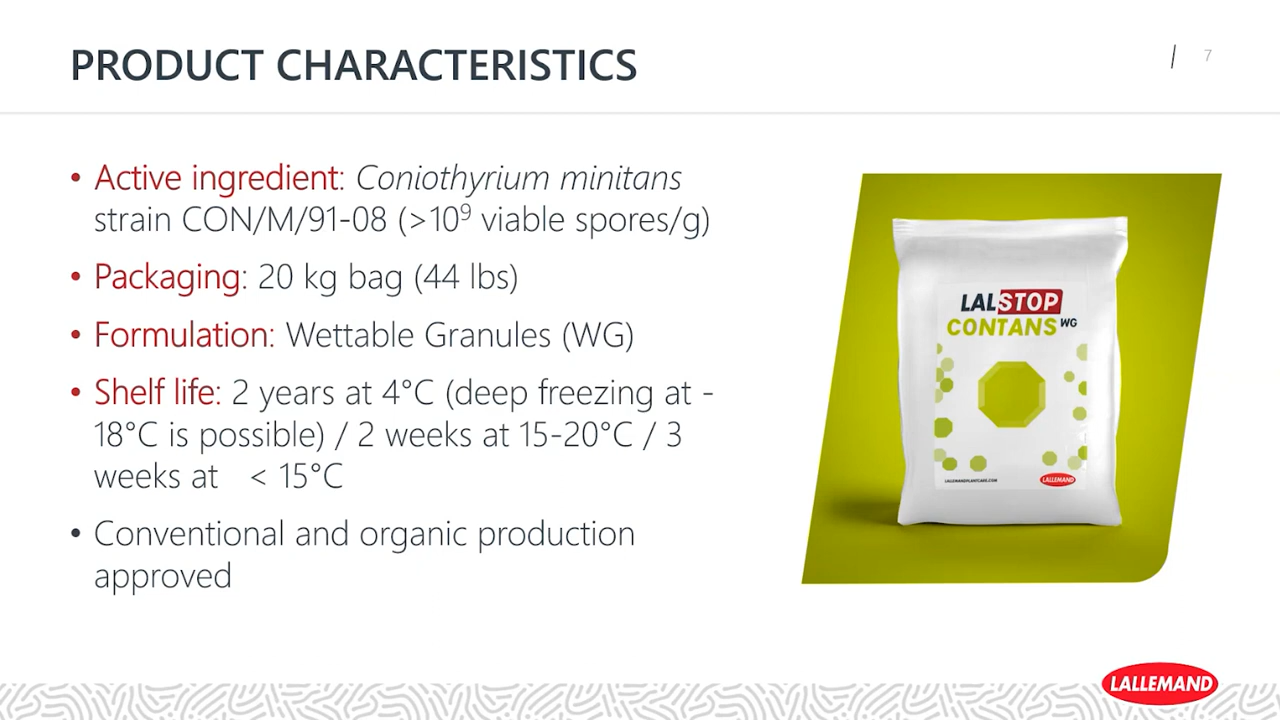 PRODUCT CHARACTERISTICS
/ 7
• Active ingredient: Coniothyrium minitans
strain CON/M/91-08 (>10⁹ viable spores/g)
• Packaging: 20 kg bag (44 lbs)
• Formulation: Wettable Granules (WG)
• Shelf life: 2 years at 4°C (deep freezing at -
18°C is possible) / 2 weeks at 15-20°C / 3
weeks at < 15°C
• Conventional and organic production
approved
LALSTOP
CONTANS WG
LALLEMANDPLANTCARE.COM
LALLEMAND
LALLEMAND